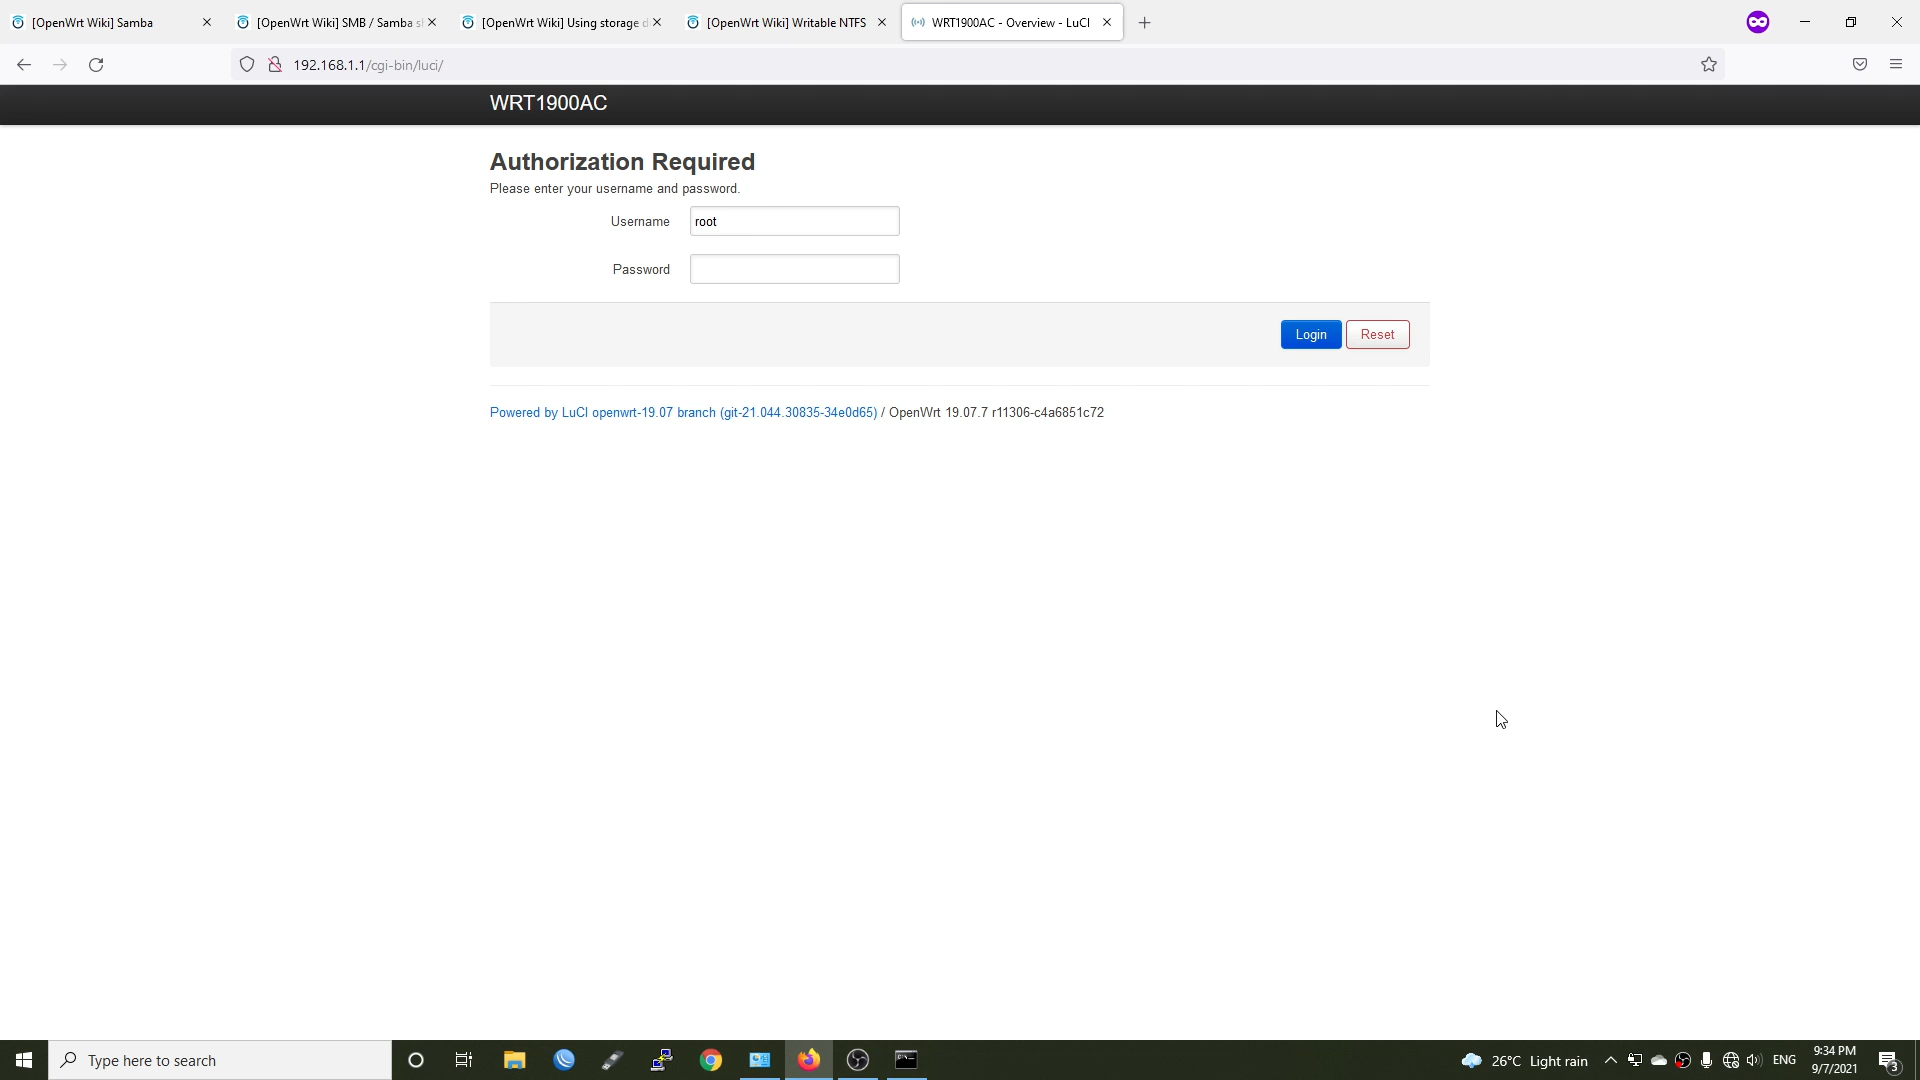 [OpenWrt Wiki] Samba
[OpenWrt Wiki] SMB / Samba s
[OpenWrt Wiki] Using storage d
[OpenWrt Wiki] Writable NTFS
WRT1900AC - Overview - LuCI
192.168.1.1/cgi-bin/luci/
WRT1900AC
Authorization Required
Please enter your username and password.
Username root
Password
Login Reset
Powered by LuCI openwrt-19.07 branch (git-21.044.30835-34e0d65) / OpenWrt 19.07.7 r11306-c4a6851c72
Type here to search
26°C Light rain
ENG
9:34 PM
9/7/2021
3